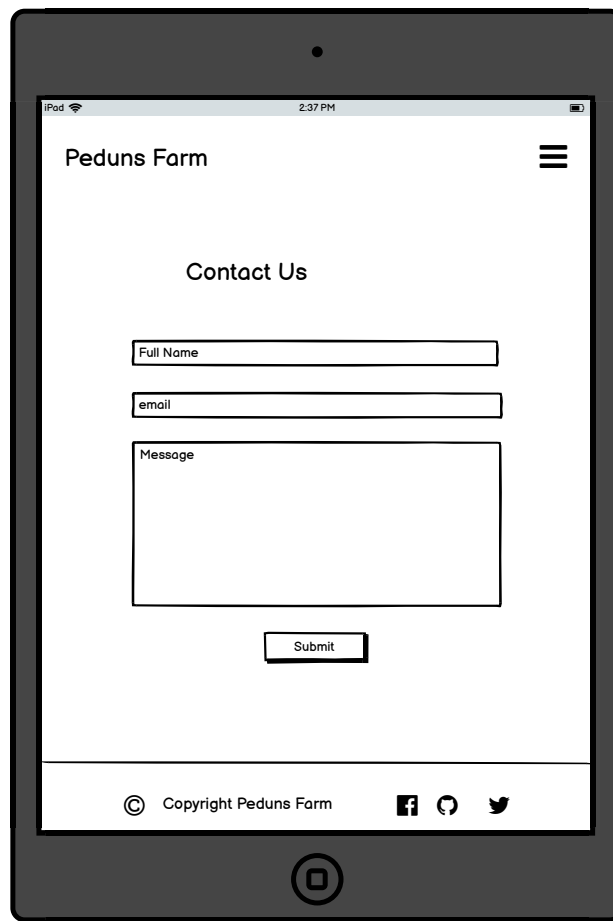 iPad 2:37 PM
Peduns Farm
Contact Us
Full Name
email
Message
Submit
© Copyright Peduns Farm